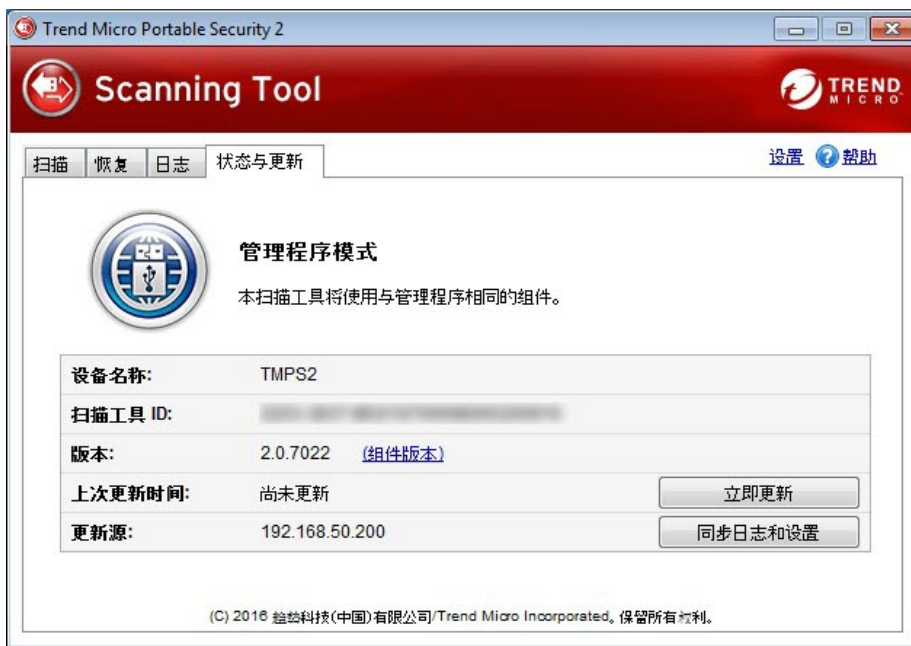 Trend Micro Portable Security 2
Scanning Tool
TREND
MICRO
扫描 恢复 日志 状态与更新 设置 帮助
管理程序模式
本扫描工具将使用与管理程序相同的组件。
设备名称: TMPS2
扫描工具 ID:
版本: 2.0.7022 (组件版本)
上次更新时间: 尚未更新 立即更新
更新源: 192.168.50.200 同步日志和设置
(C) 2016 趋势科技(中国)有限公司/Trend Micro Incorporated。保留所有权利。